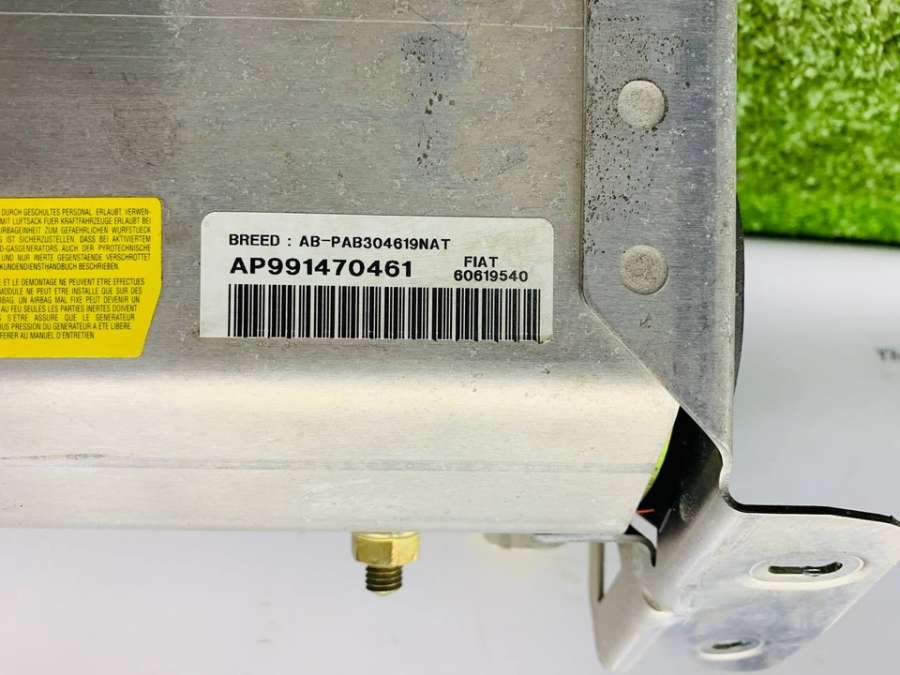 DURCH GESCHULTES PERSONAL ERLAUBT. VERWEN-
MIT LUFTSACK FUER KRAFTFAHRZEUGE ERLAUBT BEI
ZUM GEFAEHRLICHEN WURFSTUECK
IST SICHERZUSTELLEN, DASS BEI AKTIVIERTEM
-GASGENERATORS AUCH DER PYROTECHNISCHE
UND NUR WERTE GEGENSTAENDE VERSCHROTTET
KUNDENDIENSTHANDBUCH BESCHRIEBEN.
ET LE DEMONTAGE NE PEUVENT ETRE EFFECTUES
MODULE NE PEUT ETRE INSTALLE QUE SUR DES
UN AIRBAG MAL FIXE PEUT DEVENIR UN
AU FEU SEULES LES PARTIES INERTES DOIVENT
S'ETRE ASSURE QUE LE GENERATEUR
PRESSION DU GENERATEUR A ETE LIBERE
AU MANUEL D'ENTRETIEN
BREED : AB-PAB304619NAT
AP991470461 FIAT
60619540